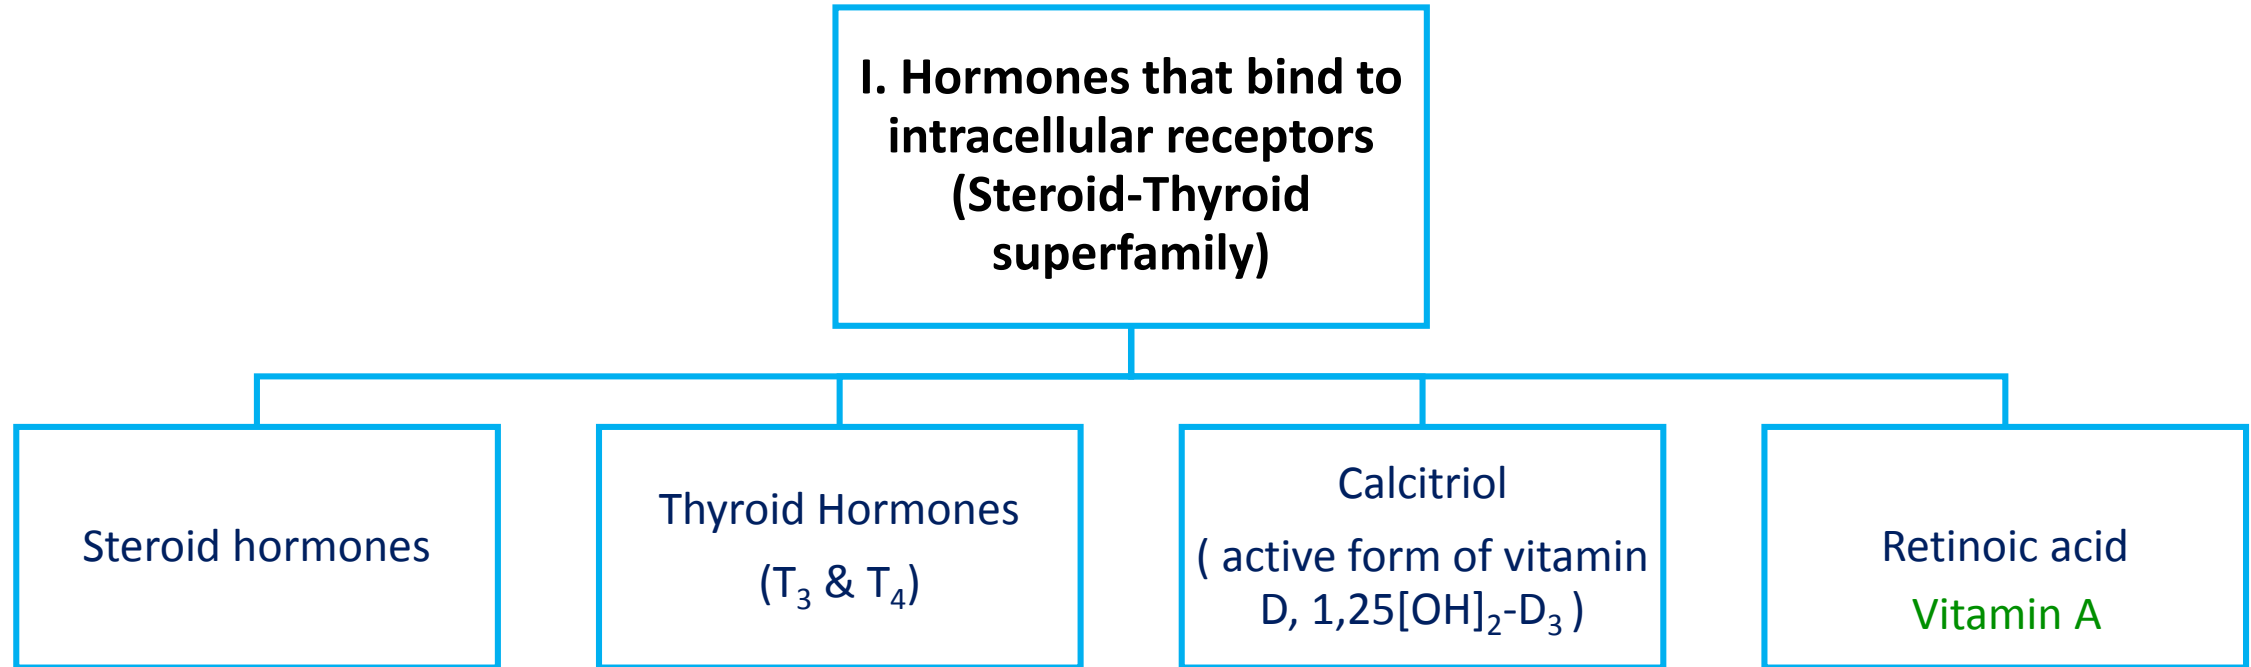 I. Hormones that bind to
intracellular receptors
(Steroid-Thyroid
superfamily)
Steroid hormones
Thyroid Hormones
(T₃ & T₄)
Calcitriol
( active form of vitamin
D, 1,25[OH]₂-D₃ )
Retinoic acid
Vitamin A